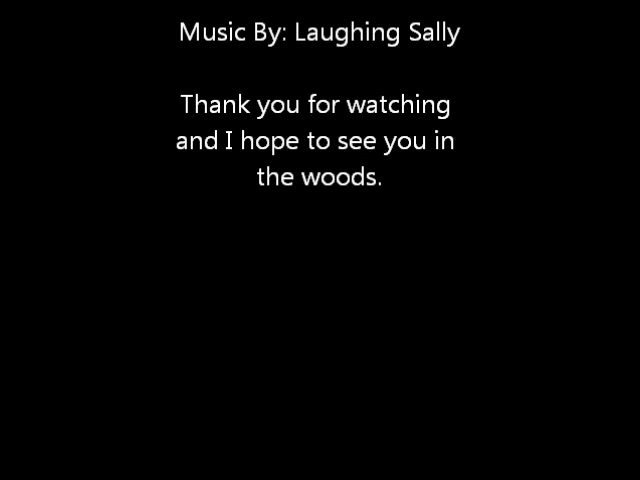 Music By: Laughing Sally
Thank you for watching
and I hope to see you in
the woods.